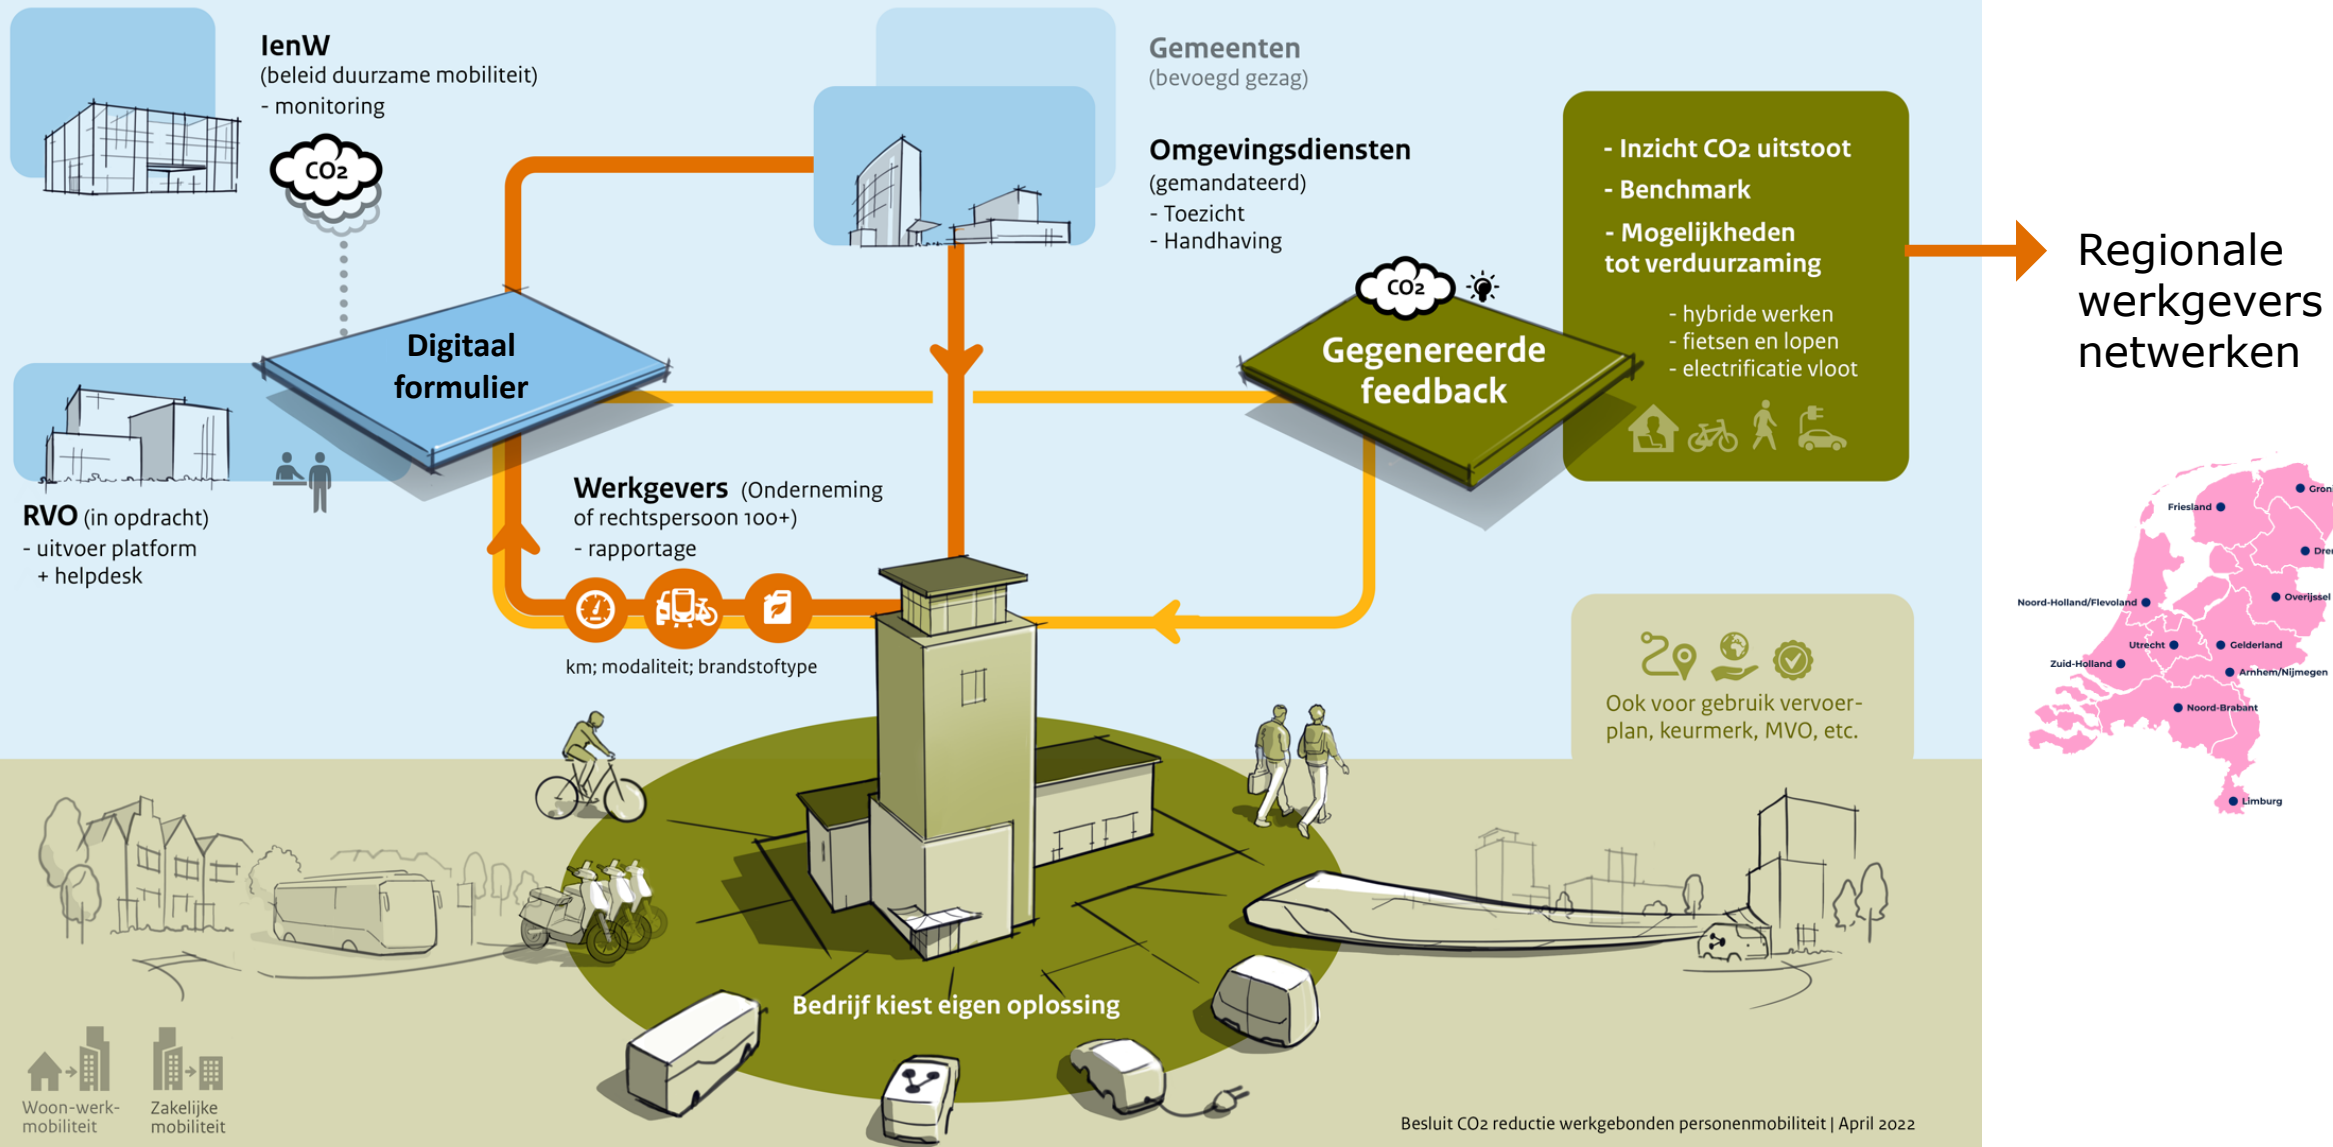 IenW
(beleid duurzame mobiliteit)
- monitoring
CO2
Gemeenten
(bevoegd gezag)
Omgevingsdiensten
(gemandateerd)
- Toezicht
- Handhaving
- Inzicht CO2 uitstoot
- Benchmark
- Mogelijkheden
tot verduurzaming
- hybride werken
- fietsen en lopen
- electrificatie vloot
Regionale
werkgevers
netwerken
Digitaal
formulier
CO2
Gegenereerde
feedback
RVO (in opdracht)
- uitvoer platform
+ helpdesk
Werkgevers (Onderneming
of rechtspersoon 100+)
- rapportage
km; modaliteit; brandstoftype
Ook voor gebruik vervoer-
plan, keurmerk, MVO, etc.
Groni
Friesland
Dren
Overijssel
Noord-Holland/Flevoland
Utrecht
Gelderland
Zuid-Holland
Arnhem/Nijmegen
Noord-Brabant
Limburg
Bedrijf kiest eigen oplossing
Woon-werk-
mobiliteit
Zakelijke
mobiliteit
Besluit CO2 reductie werkgebonden personenmobiliteit | April 2022